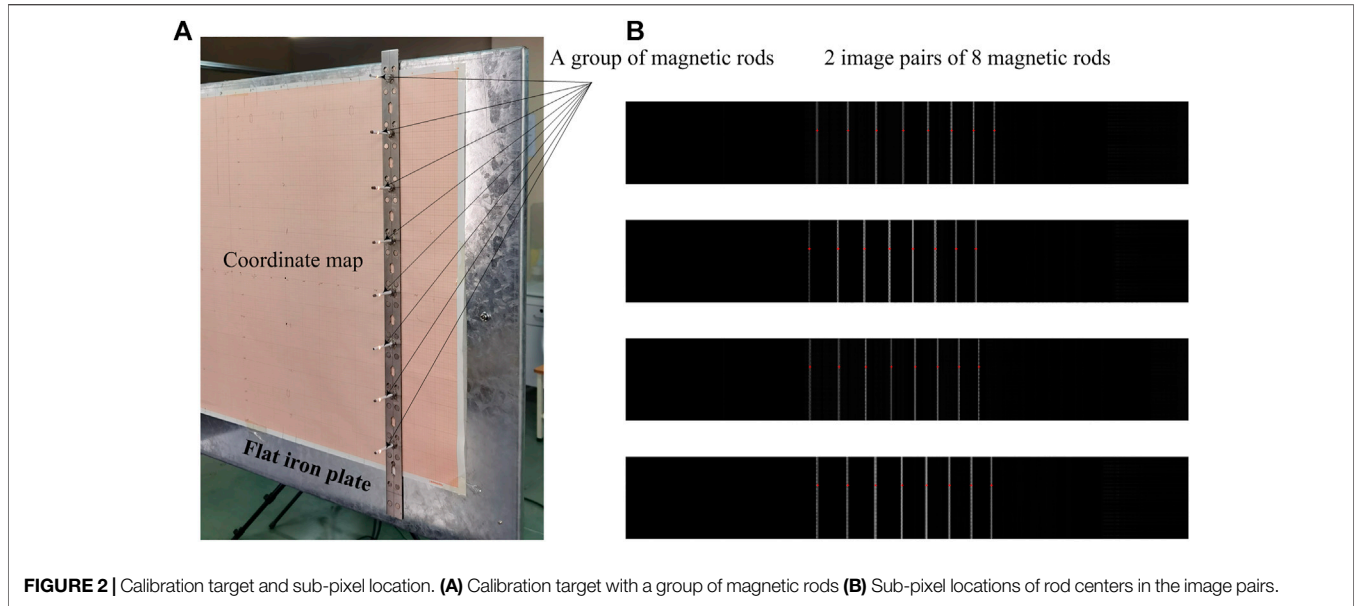 A
B
A group of magnetic rods
2 image pairs of 8 magnetic rods
Coordinate map
Flat iron plate
FIGURE 2 | Calibration target and sub-pixel location. (A) Calibration target with a group of magnetic rods (B) Sub-pixel locations of rod centers in the image pairs.